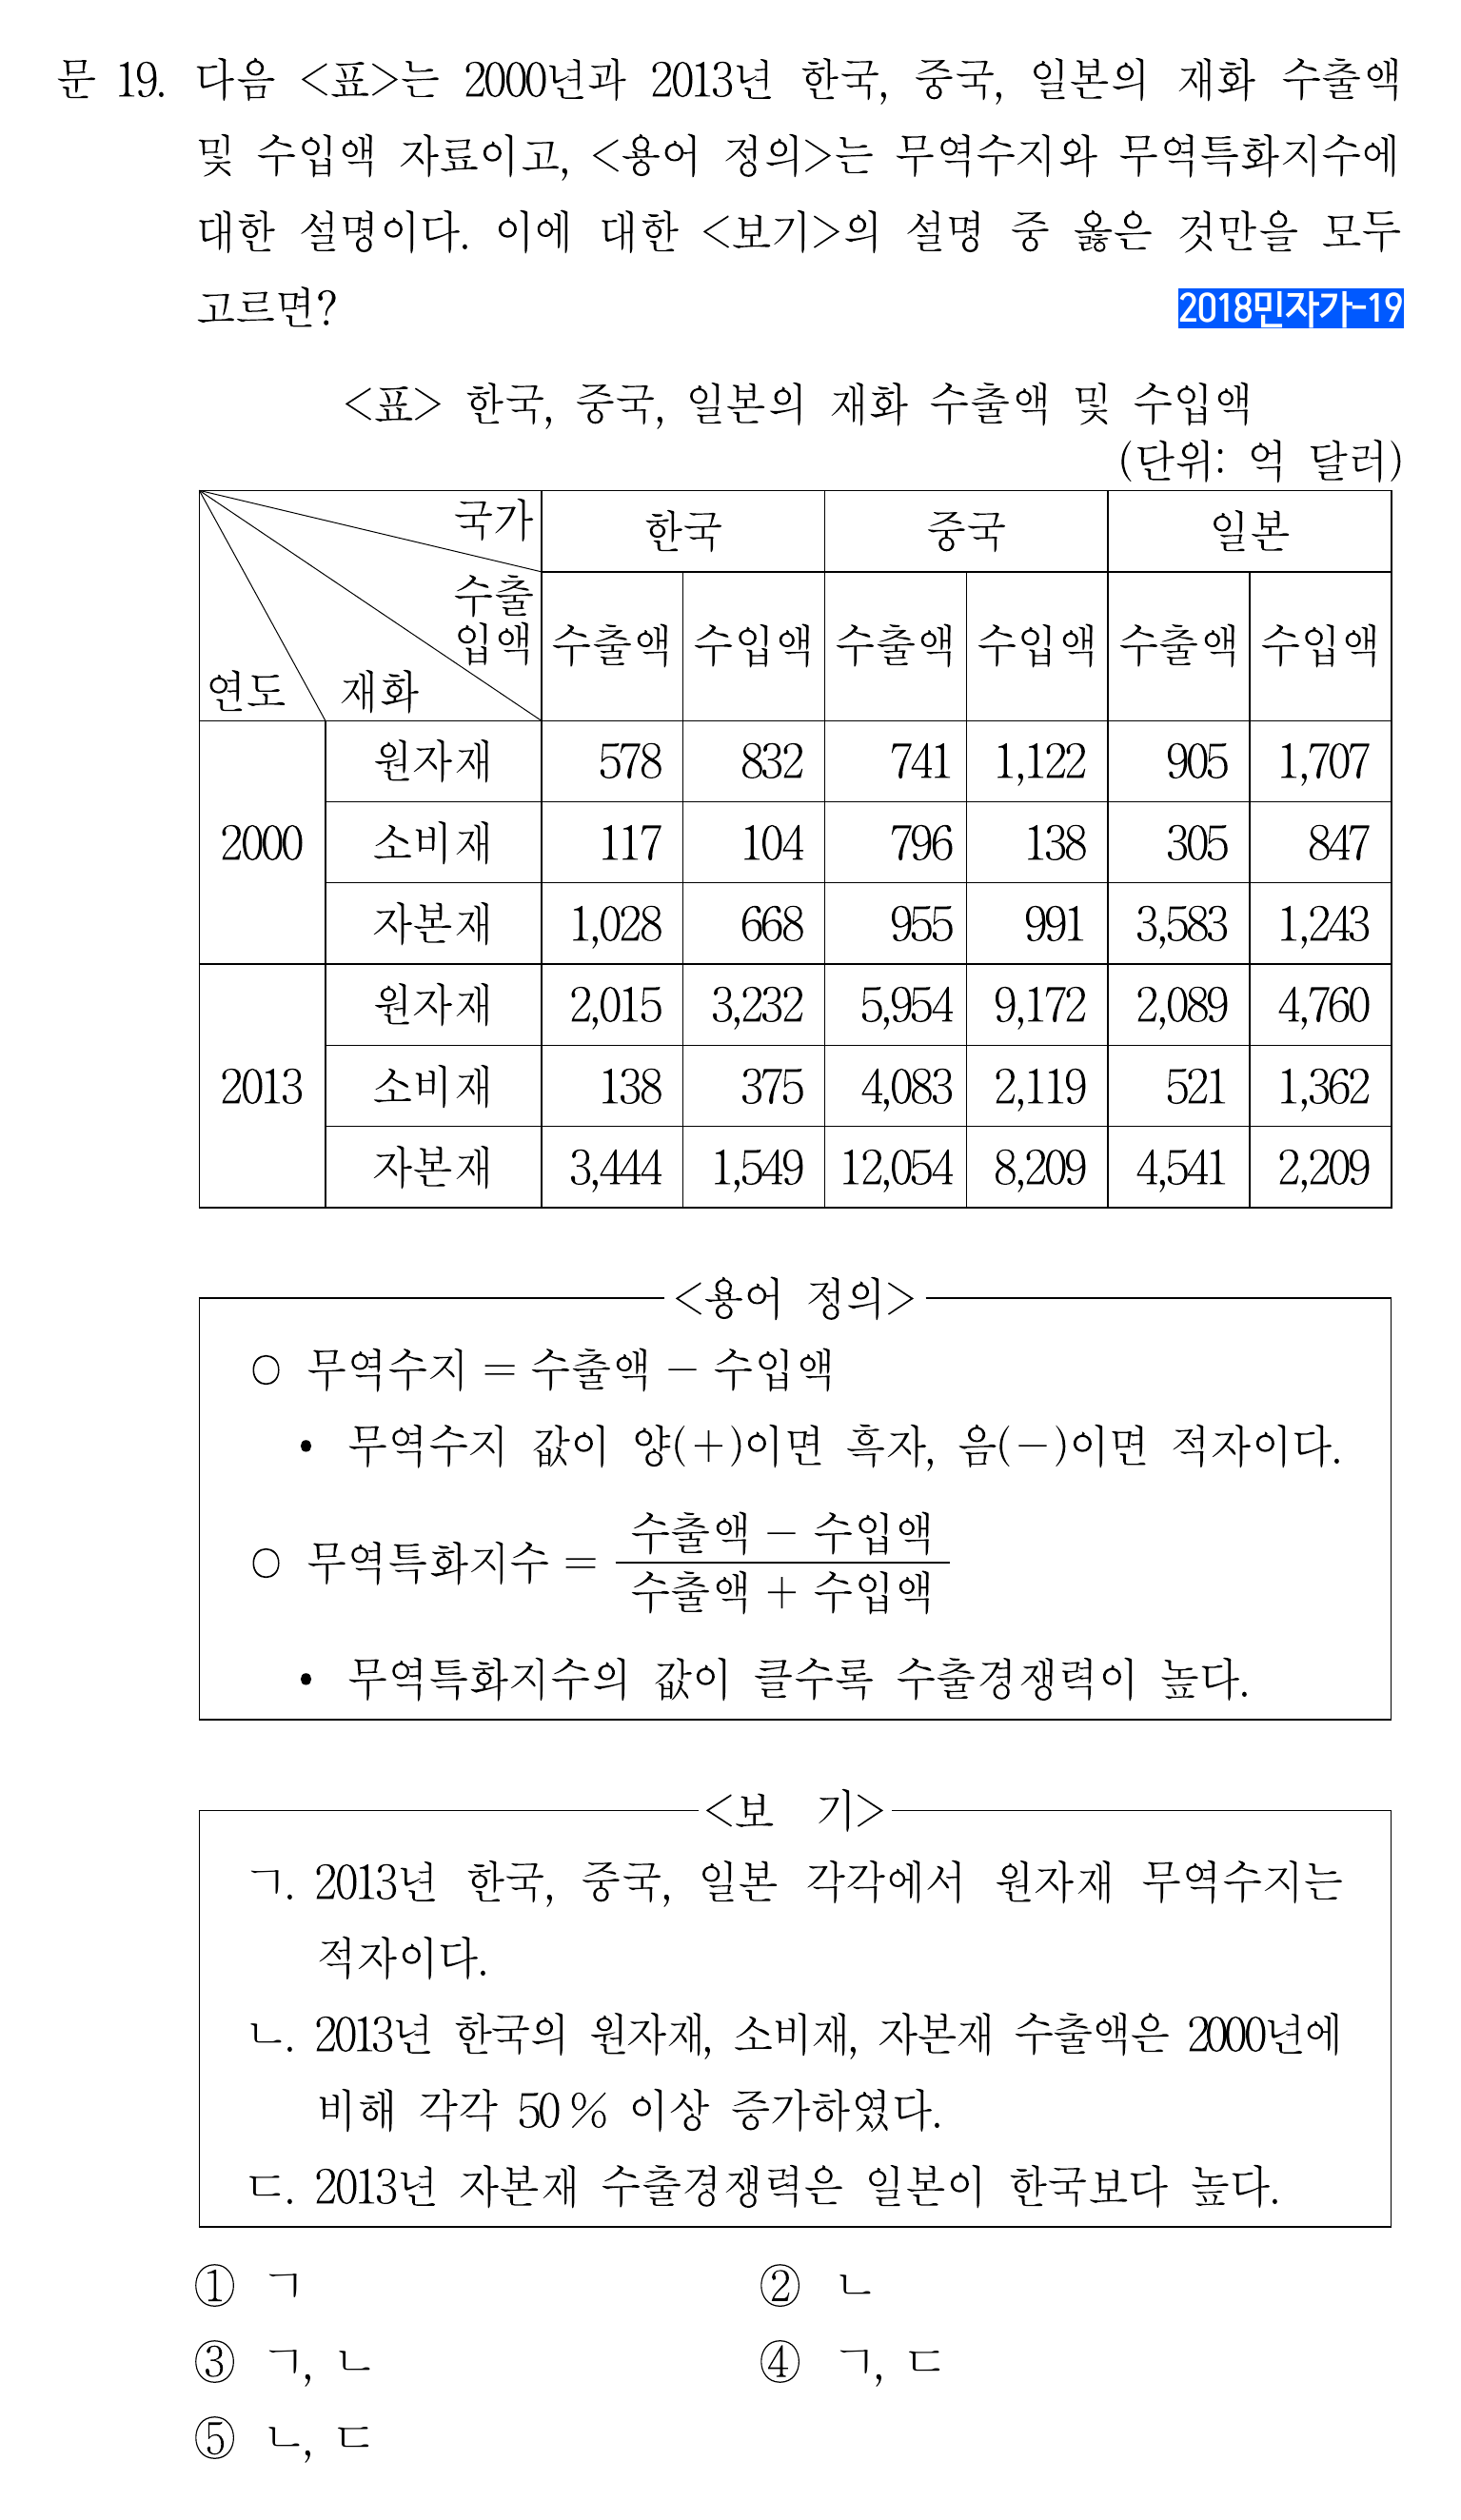 문 19. 다음 <표>는 2000년과 2013년 한국, 중국, 일본의 재화 수출액
및 수입액 자료이고, <용어 정의>는 무역수지와 무역특화지수에
대한 설명이다. 이에 대한 <보기>의 설명 중 옳은 것만을 모두
고르면? 2018민자가-19
<표> 한국, 중국, 일본의 재화 수출액 및 수입액
(단위: 억 달러)
국가 한국 중국 일본
수출
입액 수출액 수입액 수출액 수입액 수출액 수입액
연도 재화
원자재 578 832 741 1,122 905 1,707
2000 소비재 117 104 796 138 305 847
자본재 1,028 668 955 991 3,583 1,243
원자재 2,015 3,232 5,954 9,172 2,089 4,760
2013 소비재 138 375 4,083 2,119 521 1,362
자본재 3,444 1,549 12,054 8,209 4,541 2,209
<용어 정의>
○ 무역수지 = 수출액 - 수입액
• 무역수지 값이 양(+)이면 흑자, 음(-)이면 적자이다.
수출액 - 수입액
○ 무역특화지수 =
수출액 + 수입액
• 무역특화지수의 값이 클수록 수출경쟁력이 높다.
<보 기>
ㄱ. 2013년 한국, 중국, 일본 각각에서 원자재 무역수지는
적자이다.
ㄴ. 2013년 한국의 원자재, 소비재, 자본재 수출액은 2000년에
비해 각각 50 % 이상 증가하였다.
ㄷ. 2013년 자본재 수출경쟁력은 일본이 한국보다 높다.
① ㄱ ② ㄴ
③ ㄱ, ㄴ ④ ㄱ, ㄷ
⑤ ㄴ, ㄷ